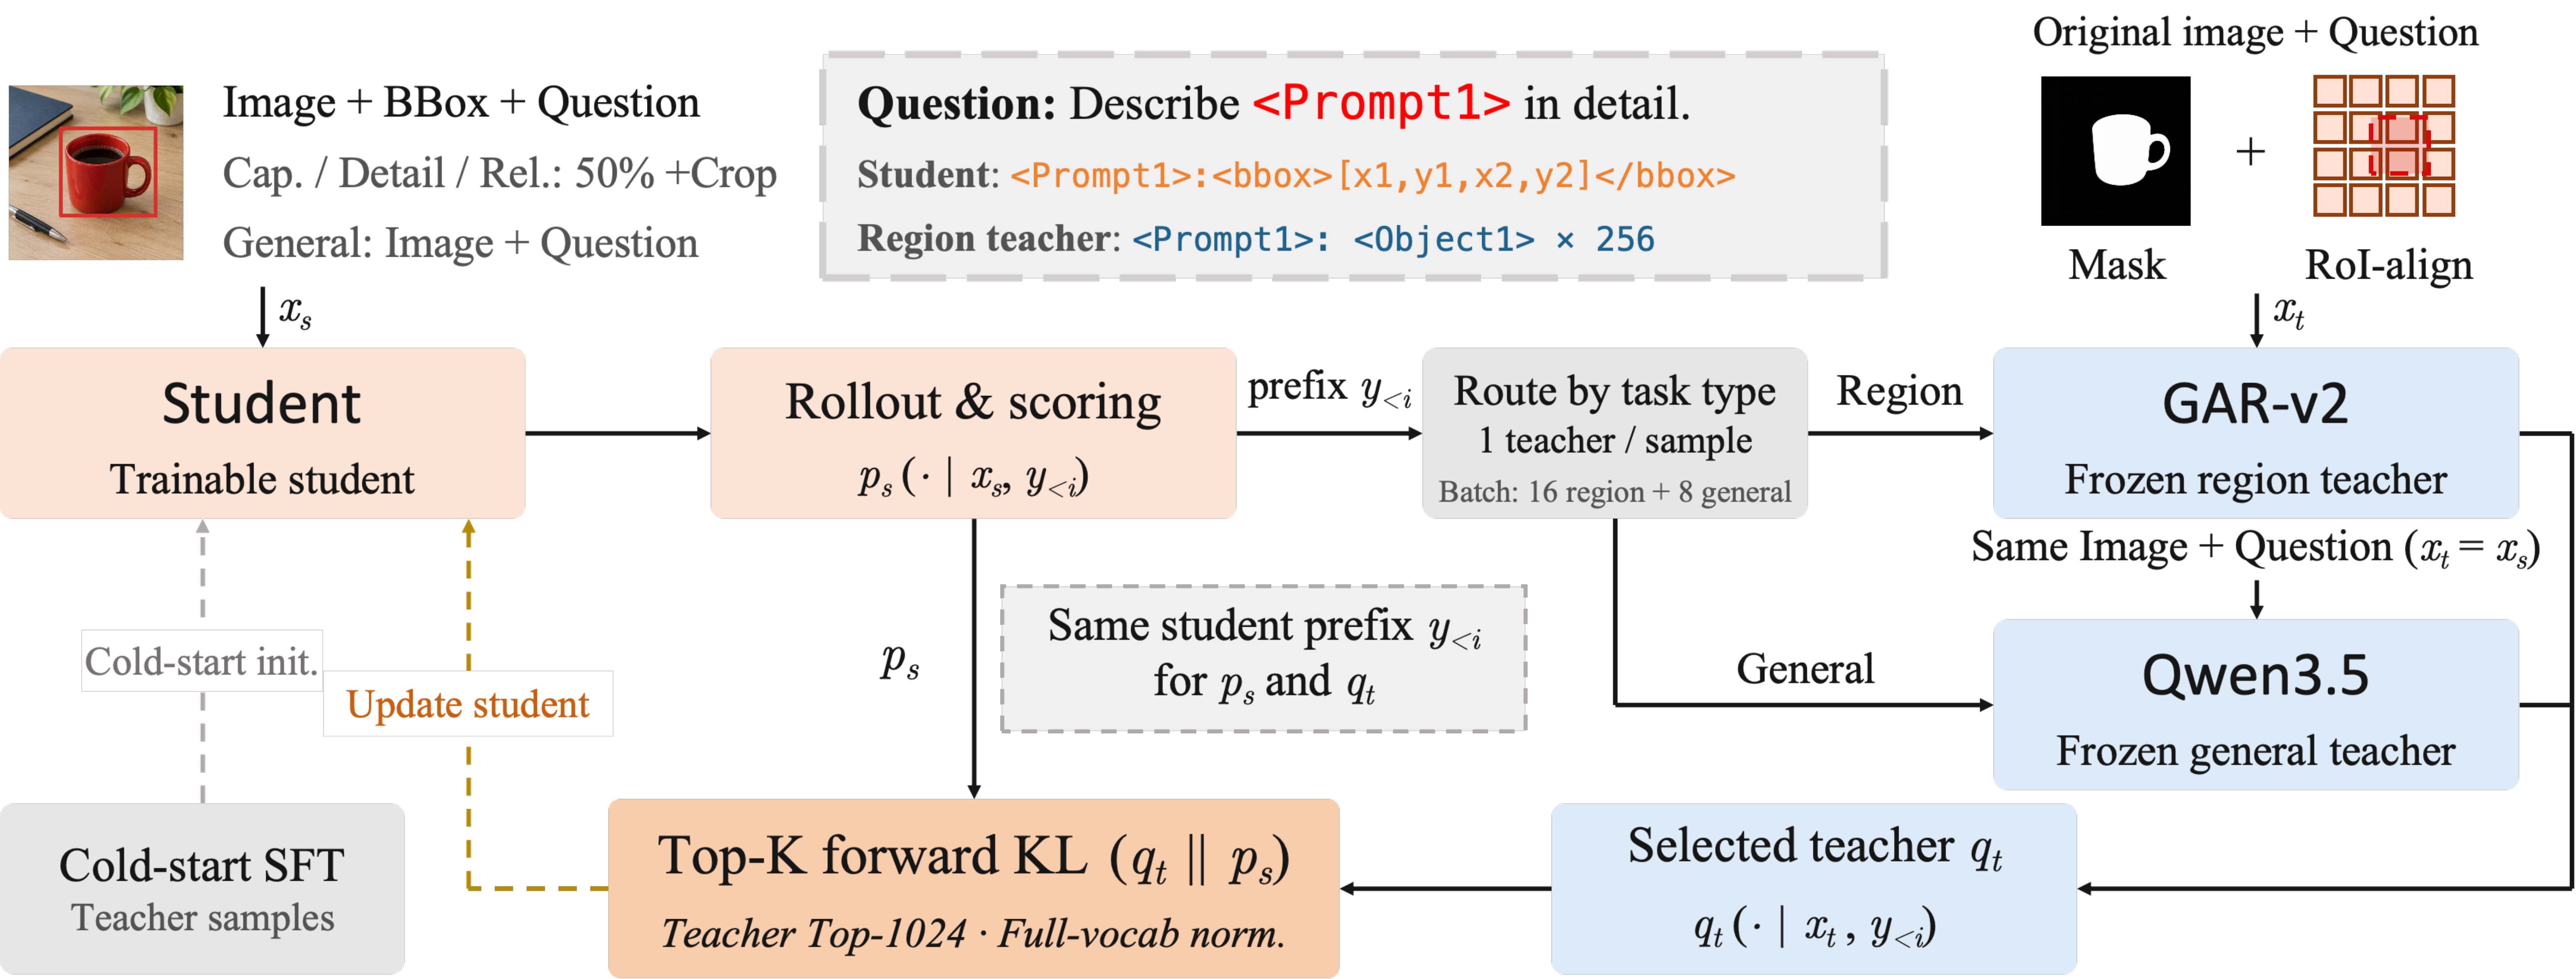 Image + BBox + Question
Cap. / Detail / Rel.: 50% +Crop
General: Image + Question
x_s
Question: Describe <Prompt1> in detail.
Student: <Prompt1>:<bbox>[x1,y1,x2,y2]</bbox>
Region teacher: <Prompt1>: <Object1> × 256
Original image + Question
+
Mask
RoI-align
x_t
Student
Trainable student
Rollout & scoring
p_s (· | x_s, y_{<i})
prefix y_{<i}
Route by task type
1 teacher / sample
Batch: 16 region + 8 general
Region
GAR-v2
Frozen region teacher
Same Image + Question (x_t = x_s)
General
Qwen3.5
Frozen general teacher
Same student prefix y_{<i}
for p_s and q_t
p_s
Cold-start init.
Update student
Cold-start SFT
Teacher samples
Top-K forward KL (q_t || p_s)
Teacher Top-1024 · Full-vocab norm.
Selected teacher q_t
q_t (· | x_t , y_{<i})